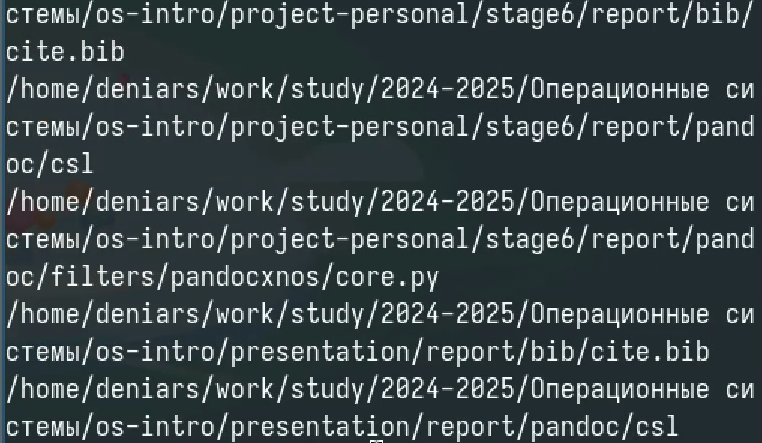 стемы/os-intro/project-personal/stage6/report/bib/
cite.bib
/home/deniars/work/study/2024-2025/Операционные си
стемы/os-intro/project-personal/stage6/report/pand
oc/csl
/home/deniars/work/study/2024-2025/Операционные си
стемы/os-intro/project-personal/stage6/report/pand
oc/filters/pandocxnos/core.py
/home/deniars/work/study/2024-2025/Операционные си
стемы/os-intro/presentation/report/bib/cite.bib
/home/deniars/work/study/2024-2025/Операционные си
стемы/os-intro/presentation/report/pandoc/csl